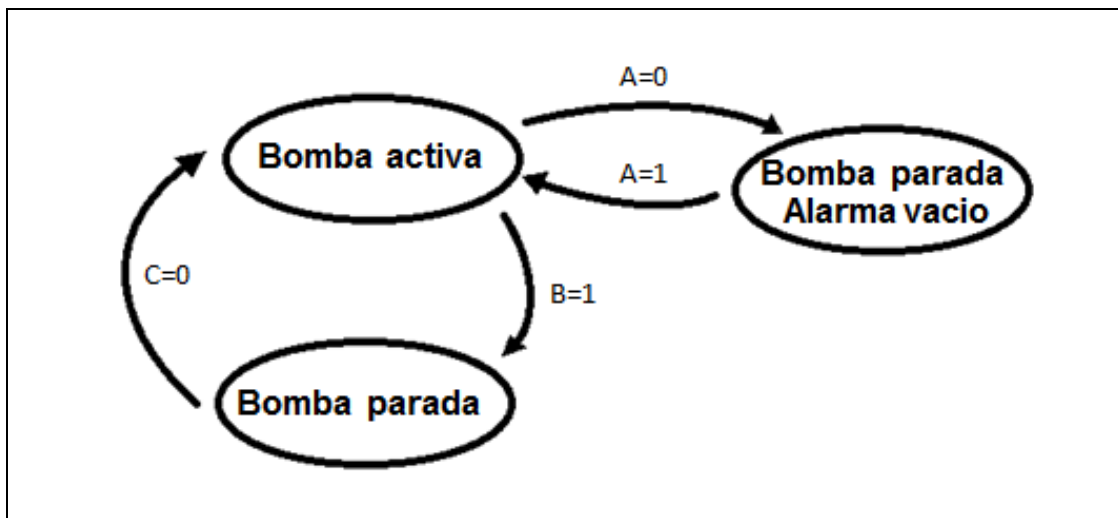 A=0
Bomba activa
A=1
Bomba parada
Alarma vacio
C=0
B=1
Bomba parada